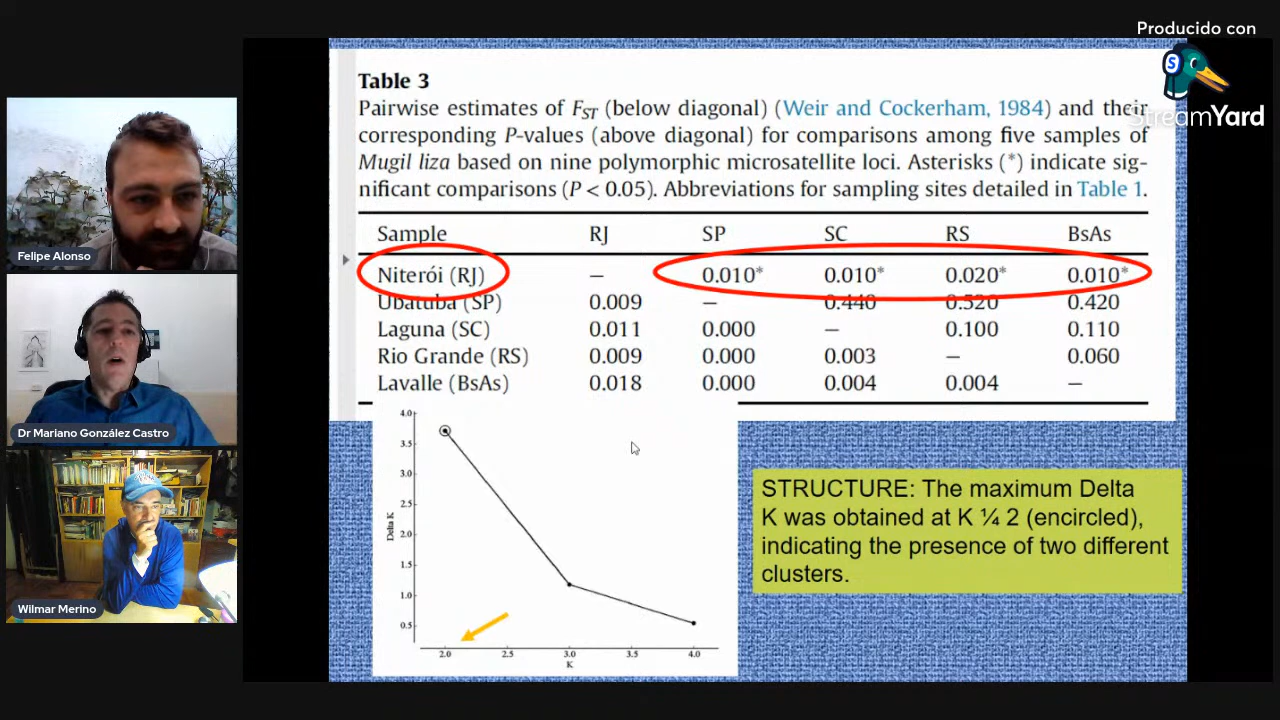 Producido con
StreamYard
Felipe Alonso
Dr Mariano González Castro
Wilmar Merino
Table 3
Pairwise estimates of FST (below diagonal) (Weir and Cockerham, 1984) and their
corresponding P-values (above diagonal) for comparisons among five samples of
Mugil liza based on nine polymorphic microsatellite loci. Asterisks (*) indicate sig-
nificant comparisons (P < 0.05). Abbreviations for sampling sites detailed in Table 1.
Sample RJ SP SC RS BsAs
Niterói (RJ) – 0.010* 0.010* 0.020* 0.010*
Ubatuba (SP) 0.009 – 0.440 0.520 0.420
Laguna (SC) 0.011 0.000 – 0.100 0.110
Rio Grande (RS) 0.009 0.000 0.003 – 0.060
Lavalle (BsAs) 0.018 0.000 0.004 0.004 –
4.0
3.5
3.0
2.5
2.0
1.5
1.0
0.5
Delta K
2.0 2.5 3.0 3.5 4.0
K
STRUCTURE: The maximum Delta
K was obtained at K ¼ 2 (encircled),
indicating the presence of two different
clusters.